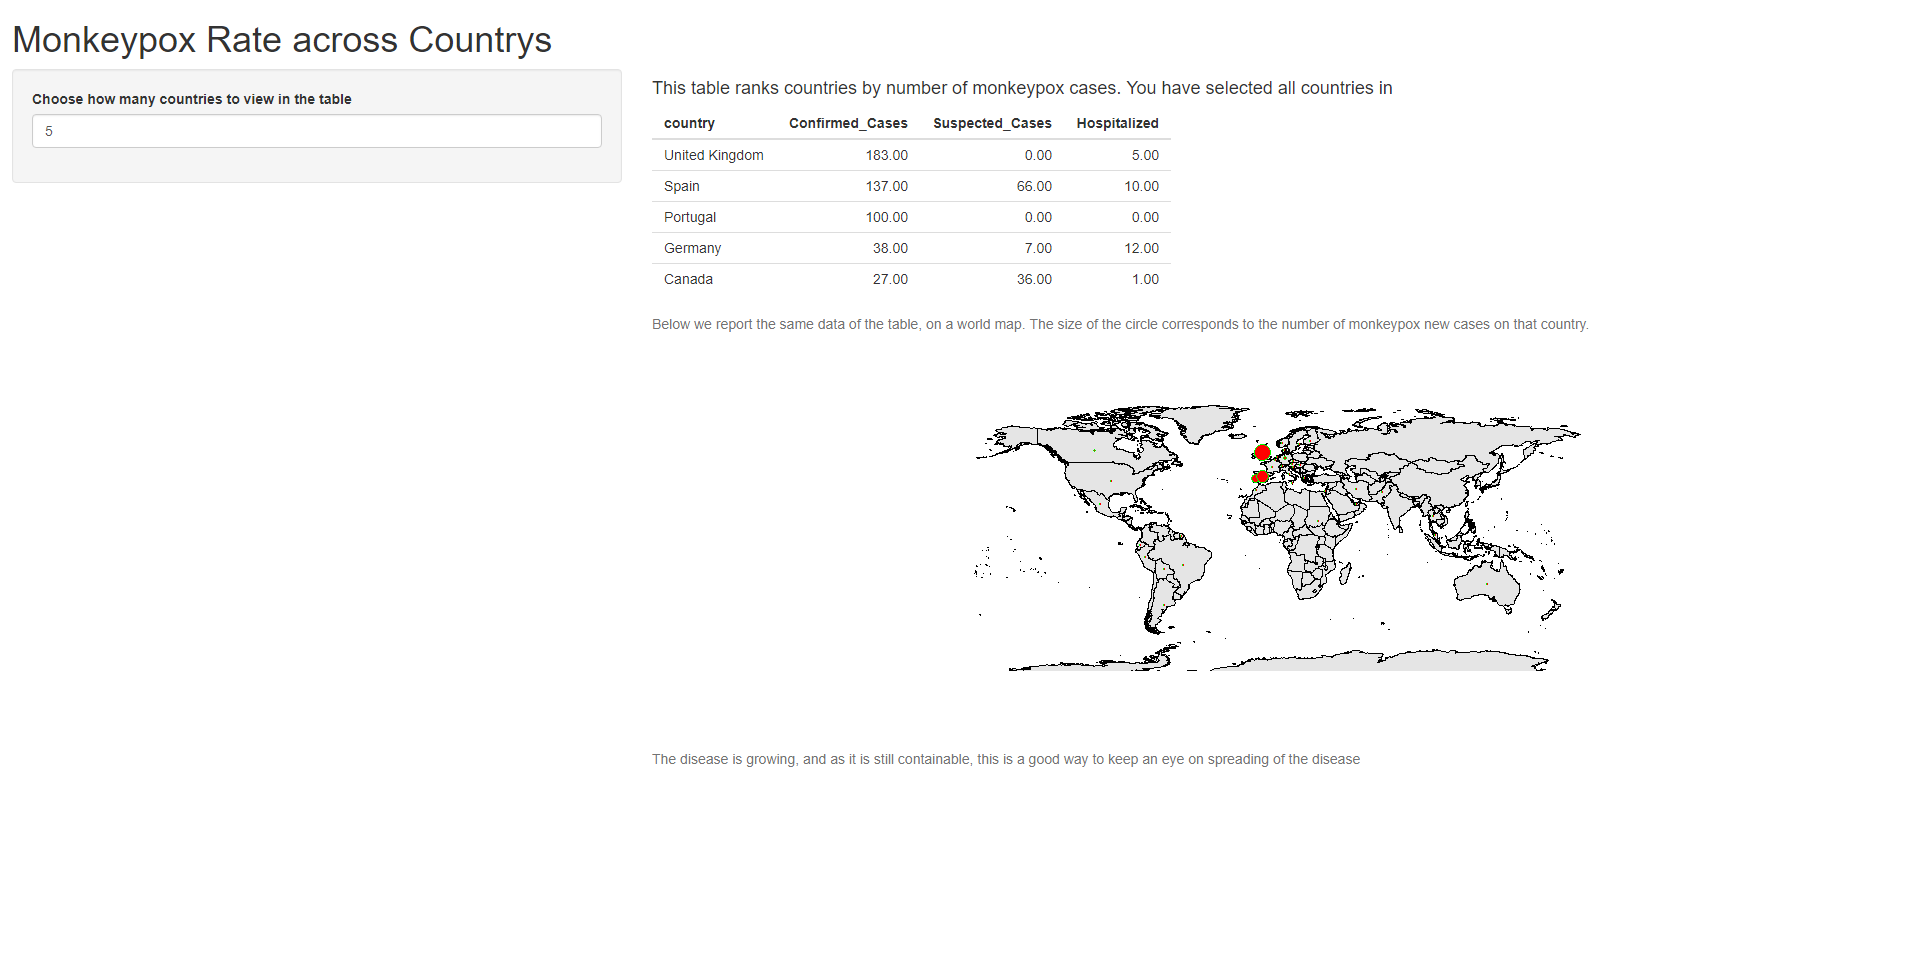 Monkeypox Rate across Countrys
Choose how many countries to view in the table
5
This table ranks countries by number of monkeypox cases. You have selected all countries in
country Confirmed_Cases Suspected_Cases Hospitalized
United Kingdom 183.00 0.00 5.00
Spain 137.00 66.00 10.00
Portugal 100.00 0.00 0.00
Germany 38.00 7.00 12.00
Canada 27.00 36.00 1.00
Below we report the same data of the table, on a world map. The size of the circle corresponds to the number of monkeypox new cases on that country.
The disease is growing, and as it is still containable, this is a good way to keep an eye on spreading of the disease